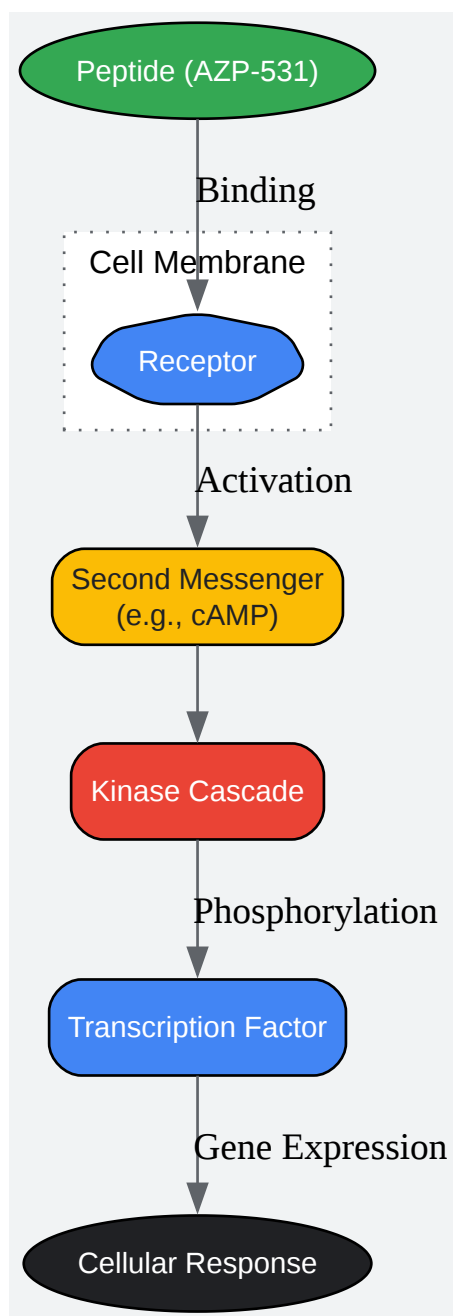 Peptide (AZP-531)
Binding
Cell Membrane
Receptor
Activation
Second Messenger
(e.g., cAMP)
Kinase Cascade
Phosphorylation
Transcription Factor
Gene Expression
Cellular Response